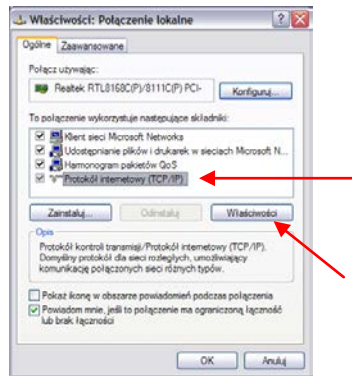 Właściwości: Połączenie lokalne
Ogólne Zaawansowane
Połącz używając:
Realtek RTL8168C(P)/8111C(P) PCI-
Konfiguruj...
To połączenie wykorzystuje następujące składniki:
Klient sieci Microsoft Networks
Udostępnianie plików i drukarek w sieciach Microsoft N...
Harmonogram pakietów QoS
Protokół internetowy (TCP/IP)
Zainstaluj... Odinstaluj Właściwości
Opis
Protokół kontroli transmisji/Protokół internetowy (TCP/IP).
Domyślny protokół dla sieci rozległych, umożliwiający
komunikację połączonych sieci różnych typów.
Pokaż ikonę w obszarze powiadomień podczas połączenia
Powiadom mnie, jeśli to połączenie ma ograniczoną łączność
lub brak łączności
OK Anuluj